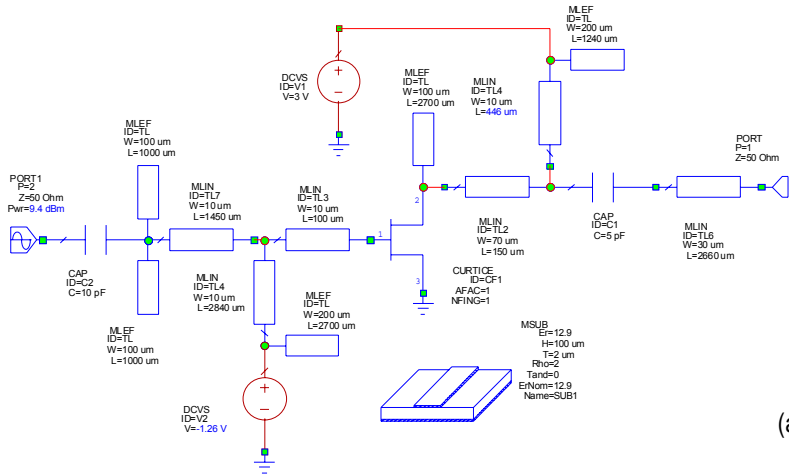 MLEF
ID=TL
W=200 um
L=1240 um
DCVS
ID=V1
V=3 V
MLEF
ID=TL
W=100 um
L=2700 um
MLIN
ID=TL4
W=10 um
L=446 um
MLEF
ID=TL
W=100 um
L=1000 um
PORT1
P=2
Z=50 Ohm
Pwr=9.4 dBm
PORT
P=1
Z=50 Ohm
MLIN
ID=TL7
W=10 um
L=1450 um
MLIN
ID=TL3
W=10 um
L=100 um
2
1
3
CAP
ID=C2
C=10 pF
MLIN
ID=TL2
W=70 um
L=150 um
CAP
ID=C1
C=5 pF
MLIN
ID=TL6
W=30 um
L=2660 um
MLIN
ID=TL4
W=10 um
L=2840 um
CURTICE
ID=CF1
AFAC=1
NFING=1
MLEF
ID=TL
W=200 um
L=2700 um
MLEF
ID=TL
W=100 um
L=1000 um
MSUB
Er=12.9
H=100 um
T=2 um
Rho=2
Tand=0
ErNom=12.9
Name=SUB1
DCVS
ID=V2
V=-1.26 V
(a